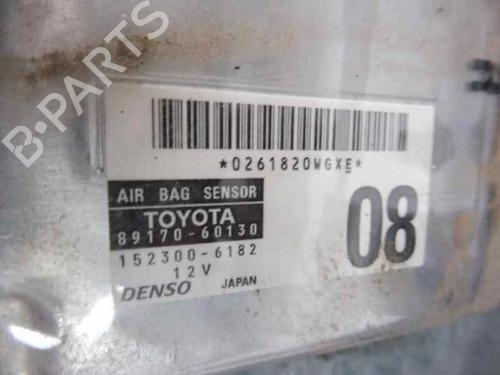 B-PARTS
*0261820WGXE*
AIR BAG SENSOR
TOYOTA
89170-60130
08
152300-6182
12V
DENSO JAPAN